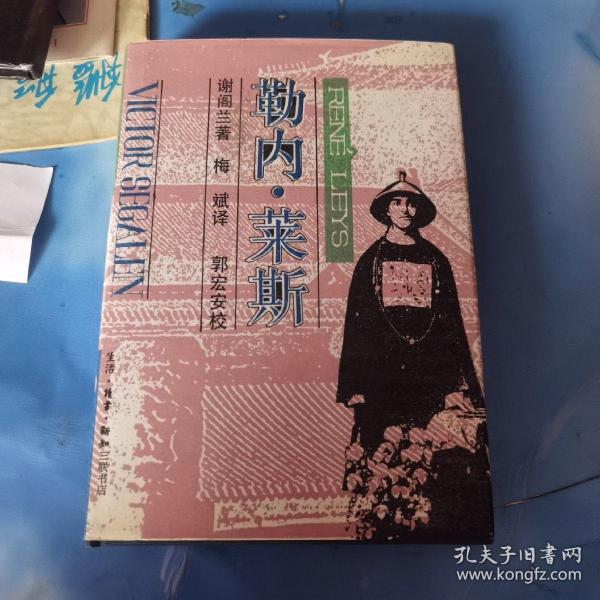 RENÉ LEYS
勒内·莱斯
谢阁兰著 梅 斌译 郭宏安校
VICTOR SEGALEN
生活·读书·新知三联书店
孔夫子旧书网
www.kongfz.com